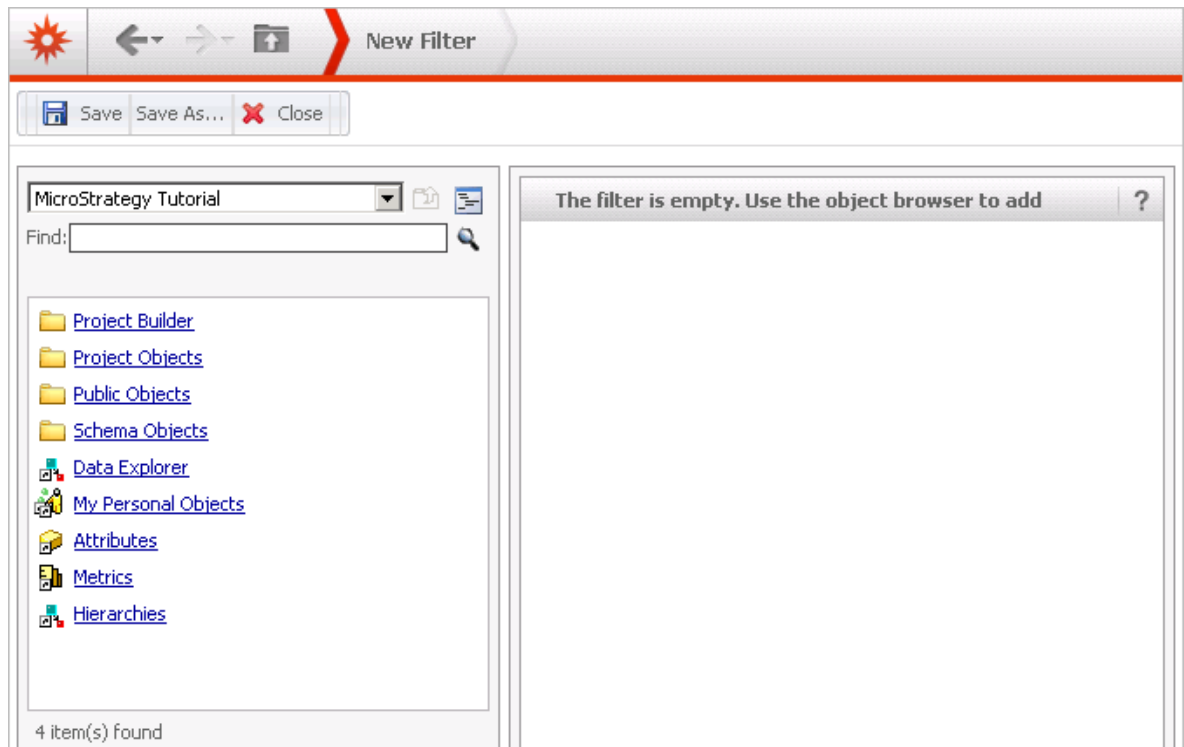 New Filter
Save Save As... Close
MicroStrategy Tutorial
Find:
Project Builder
Project Objects
Public Objects
Schema Objects
Data Explorer
My Personal Objects
Attributes
Metrics
Hierarchies
4 item(s) found
The filter is empty. Use the object browser to add ?